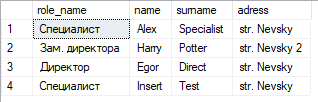 role_name name surname adress
1 Специалист Alex Specialist str. Nevsky
2 Зам. директора Harry Potter str. Nevsky 2
3 Директор Egor Direct str. Nevsky
4 Специалист Insert Test str. Nevsky